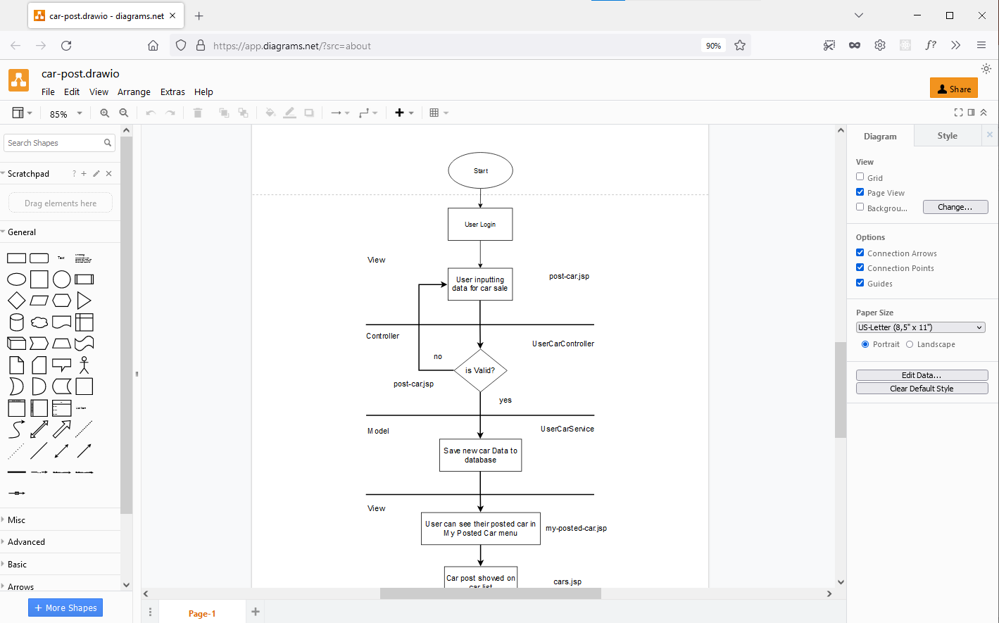 car-post.drawio - diagrams.net
https://app.diagrams.net/?src=about
90%
f?
car-post.drawio
File Edit View Arrange Extras Help
Share
85%
Search Shapes
Scratchpad
?
Drag elements here
General
Text
List Item
Misc
Advanced
Basic
Arrows
+ More Shapes
Start
User Login
View
User inputting
data for car sale
post-car.jsp
Controller
UserCarController
no
is Valid?
post-car.jsp
yes
Model
UserCarService
Save new car Data to
database
View
User can see their posted car in
My Posted Car menu
my-posted-car.jsp
Car post showed on
car list
cars.jsp
Page-1
Diagram
Style
View
Grid
Page View
Backgrou...
Change...
Options
Connection Arrows
Connection Points
Guides
Paper Size
US-Letter (8,5" x 11")
Portrait
Landscape
Edit Data...
Clear Default Style